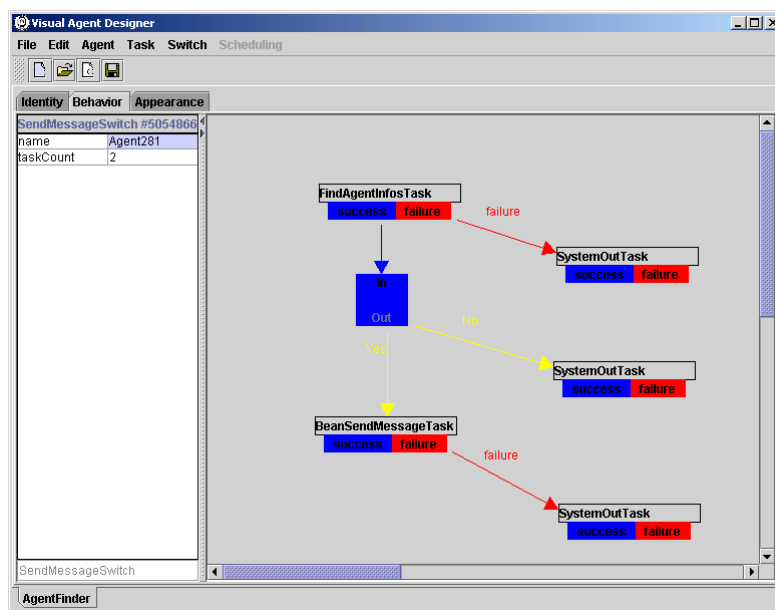 Visual Agent Designer
File Edit Agent Task Switch Scheduling
Identity Behavior Appearance
SendMessageSwitch #5054866
name Agent281
taskCount 2
FindAgentInfosTask
success failure
failure
SystemOutTask
success failure
In
Out
No
Yes
SystemOutTask
success failure
BeanSendMessageTask
success failure
failure
SystemOutTask
success failure
SendMessageSwitch
AgentFinder